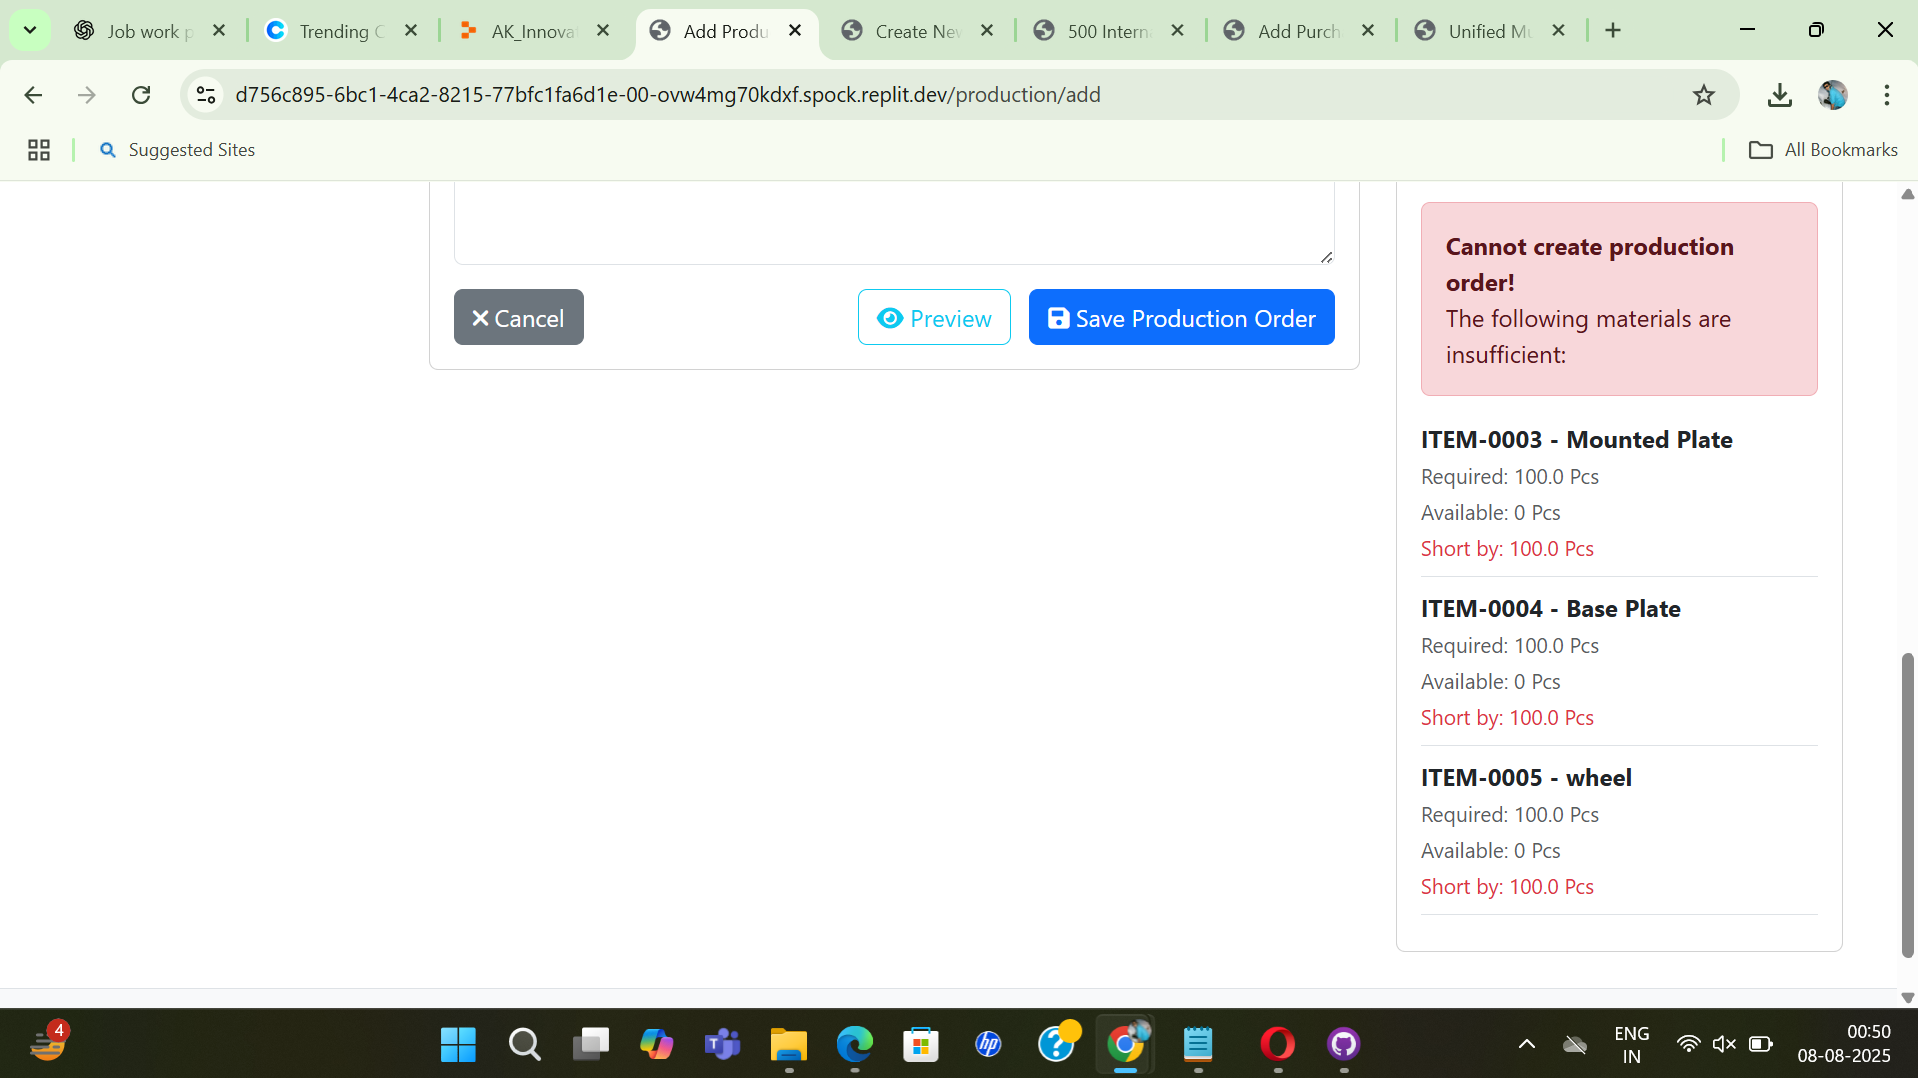 Job work p
Trending C
AK_Innova
Add Produ
Create Nev
500 Intern
Add Purch
Unified Mu
d756c895-6bc1-4ca2-8215-77bfc1fa6d1e-00-ovw4mg70kdxf.spock.replit.dev/production/add
Suggested Sites
All Bookmarks
Cancel
Preview
Save Production Order
Cannot create production
order!
The following materials are
insufficient:
ITEM-0003 - Mounted Plate
Required: 100.0 Pcs
Available: 0 Pcs
Short by: 100.0 Pcs
ITEM-0004 - Base Plate
Required: 100.0 Pcs
Available: 0 Pcs
Short by: 100.0 Pcs
ITEM-0005 - wheel
Required: 100.0 Pcs
Available: 0 Pcs
Short by: 100.0 Pcs
4
hp
ENG
IN
00:50
08-08-2025